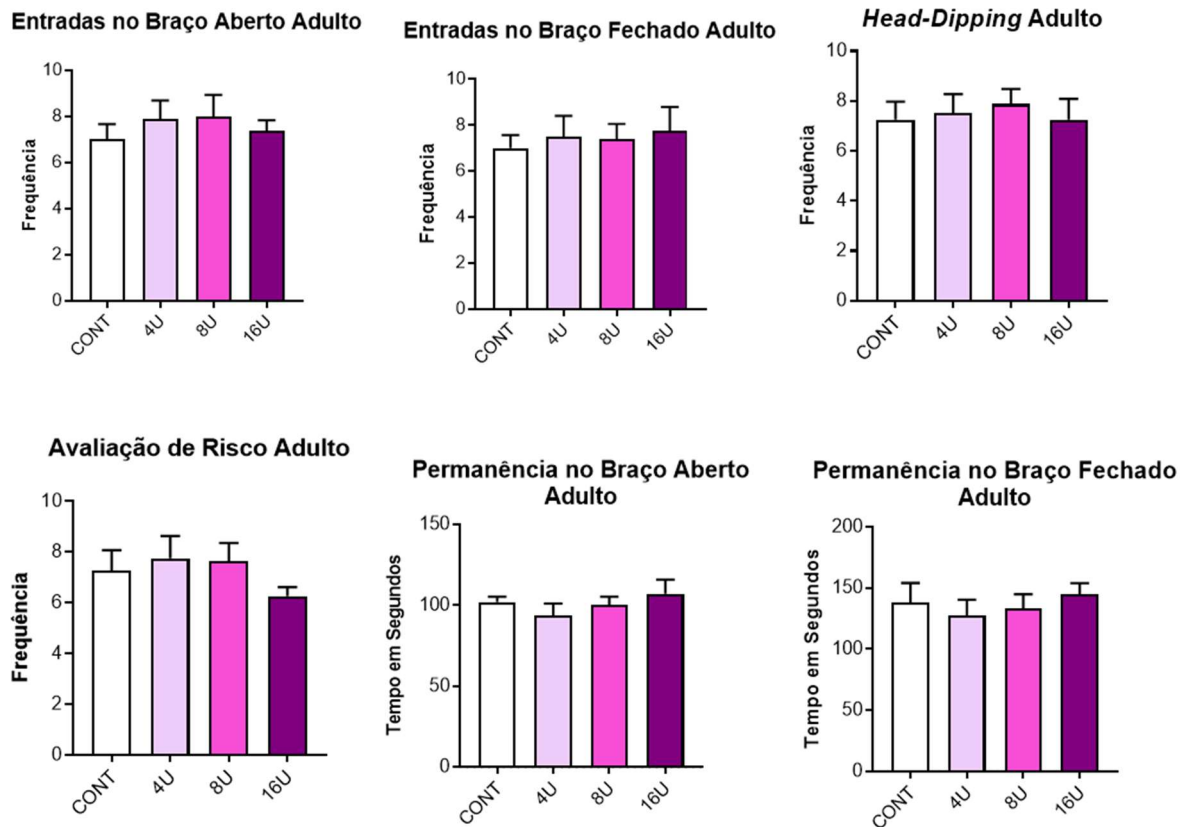 Entradas no Braço Aberto Adulto
Frequência
10
8
6
4
2
0
CONT
4U
8U
16U
Entradas no Braço Fechado Adulto
Frequência
10
8
6
4
2
0
CONT
4U
8U
16U
Head-Dipping Adulto
Frequência
10
8
6
4
2
0
CONT
4U
8U
16U
Avaliação de Risco Adulto
Frequência
10
8
6
4
2
0
CONT
4U
8U
16U
Permanência no Braço Aberto
Adulto
Tempo em Segundos
150
100
50
0
CONT
4U
8U
16U
Permanência no Braço Fechado
Adulto
Tempo em Segundos
200
150
100
50
0
CONT
4U
8U
16U